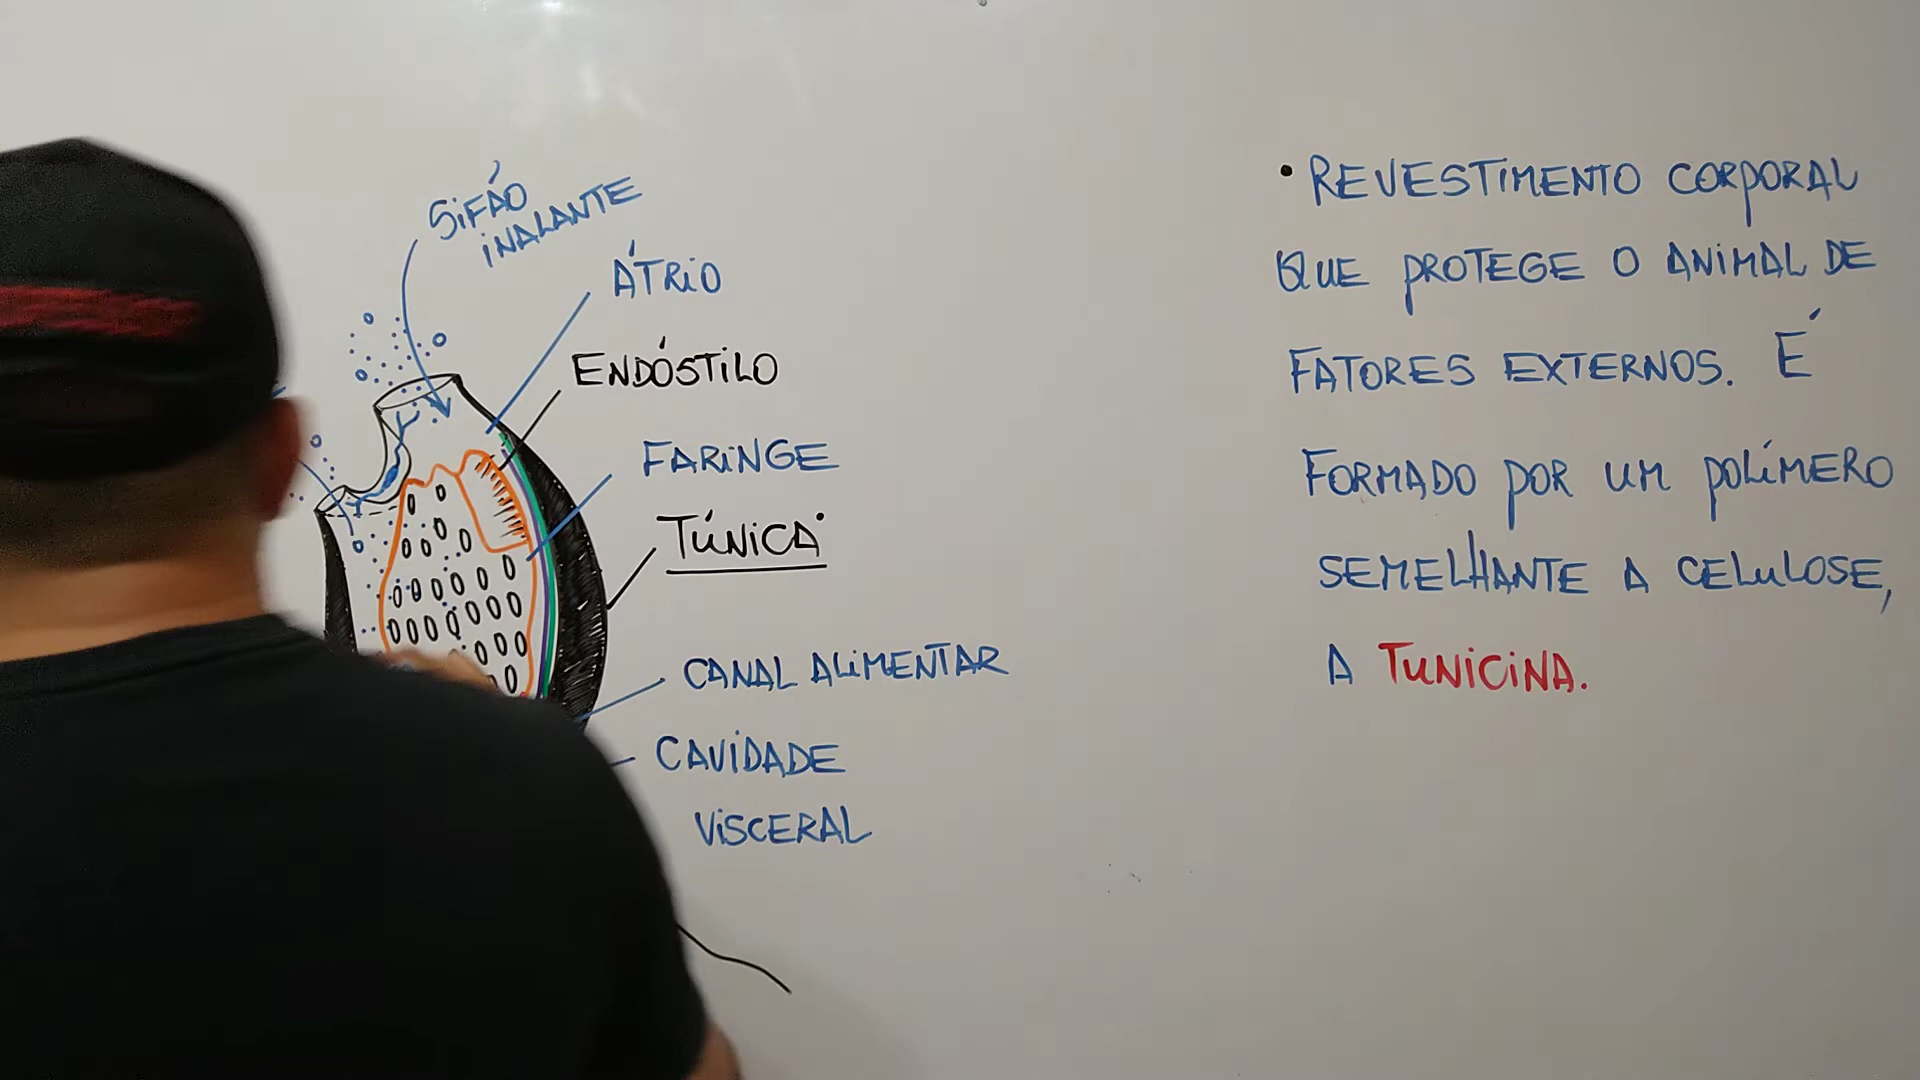 SIFÃO
INALANTE
ÁTRIO
ENDÓSTILO
FARINGE
TÚNICA
CANAL ALIMENTAR
CAVIDADE
VISCERAL
• REVESTIMENTO CORPORAL
QUE PROTEGE O ANIMAL DE
FATORES EXTERNOS. É
FORMADO POR UM POLÍMERO
SEMELHANTE A CELULOSE,
A TUNICINA.